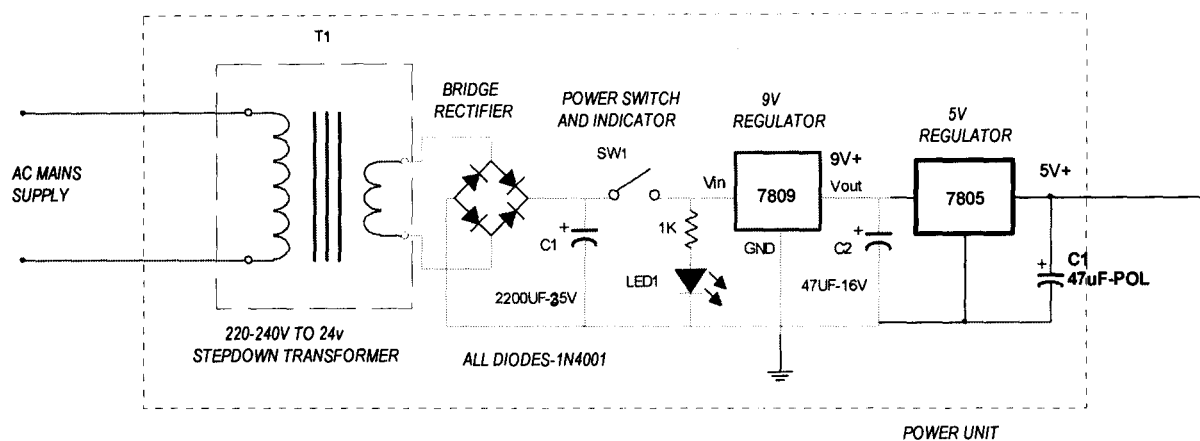 T1
BRIDGE
RECTIFIER
POWER SWITCH
AND INDICATOR
SW1
9V
REGULATOR
5V
REGULATOR
AC MAINS
SUPPLY
Vin
7809
9V+
Vout
7805
5V+
+
C1
1K
GND
+
C2
+
C1
47uF-POL
LED1
2200UF-35V
47UF-16V
220-240V TO 24v
STEPDOWN TRANSFORMER
ALL DIODES-1N4001
POWER UNIT